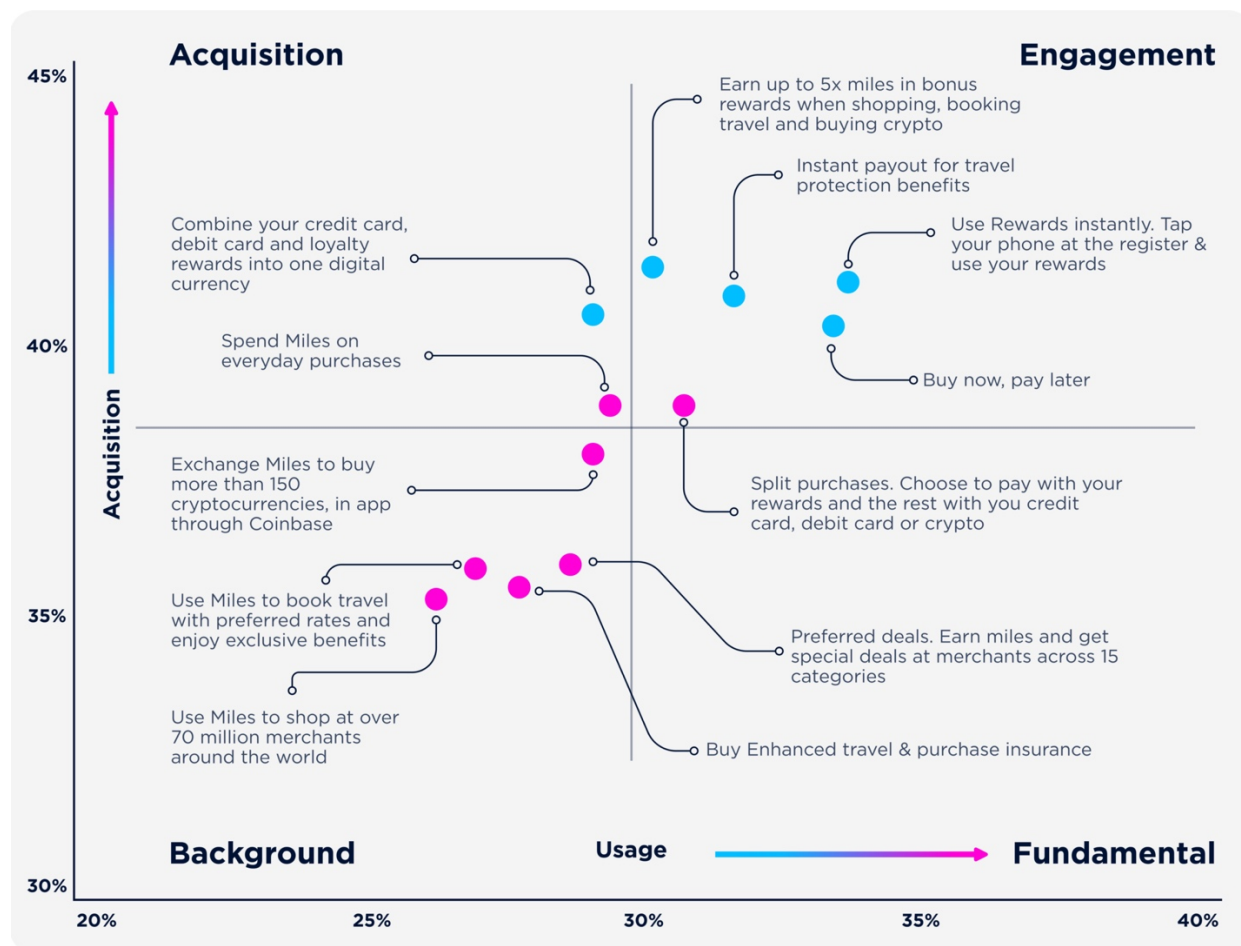 Acquisition
Engagement
45%
Earn up to 5x miles in bonus
rewards when shopping, booking
travel and buying crypto
Instant payout for travel
protection benefits
Combine your credit card,
debit card and loyalty
rewards into one digital
currency
Use Rewards instantly. Tap
your phone at the register &
use your rewards
40%
Spend Miles on
everyday purchases
Buy now, pay later
Acquisition
Exchange Miles to buy
more than 150
cryptocurrencies, in app
through Coinbase
Split purchases. Choose to pay with your
rewards and the rest with you credit
card, debit card or crypto
35%
Use Miles to book travel
with preferred rates and
enjoy exclusive benefits
Preferred deals. Earn miles and get
special deals at merchants across 15
categories
Use Miles to shop at over
70 million merchants
around the world
Buy Enhanced travel & purchase insurance
Background
Usage
Fundamental
30%
20%
25%
30%
35%
40%